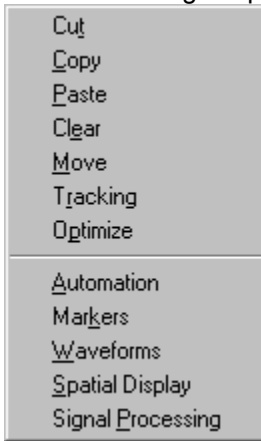 Cut
Copy
Paste
Clear
Move
Tracking
Optimize
Automation
Markers
Waveforms
Spatial Display
Signal Processing